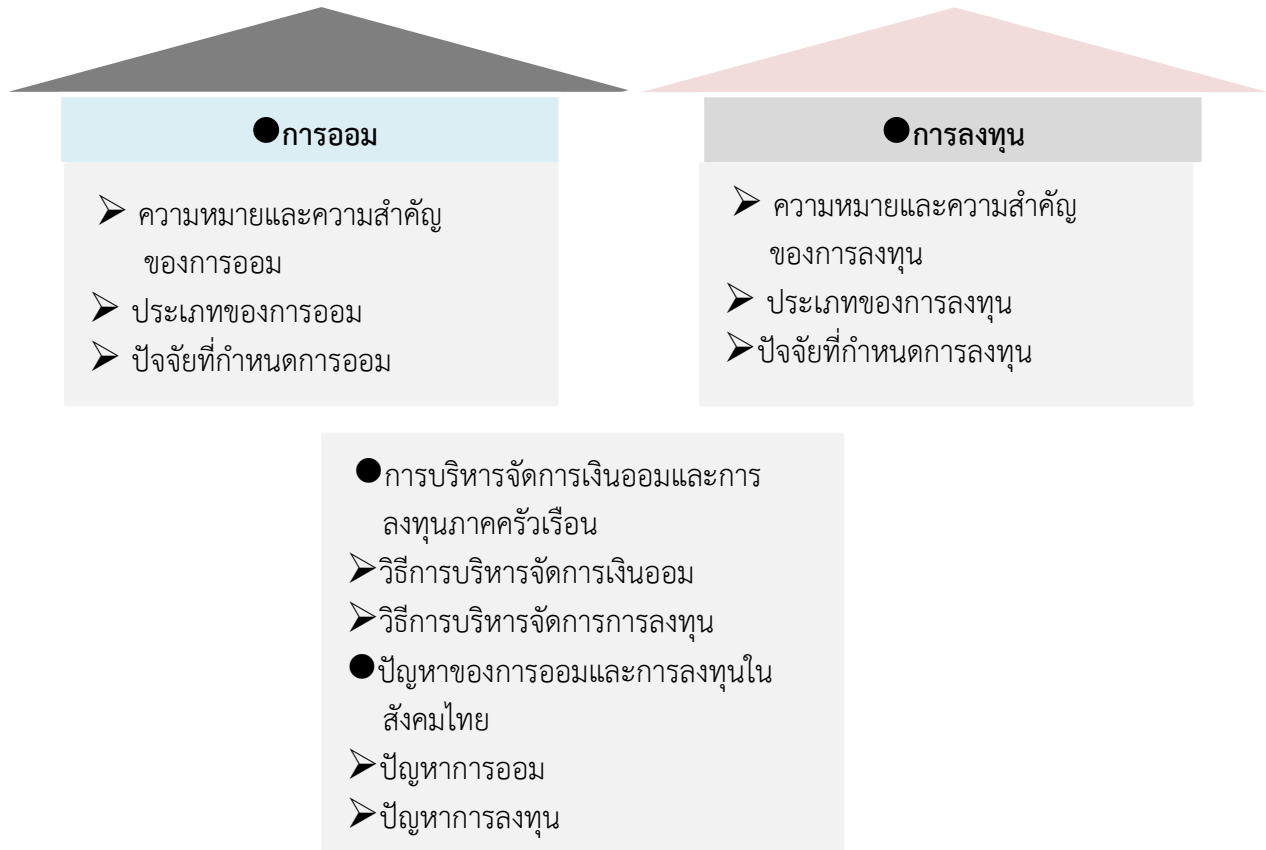 ●การออม
➢ ความหมายและความสำคัญ
ของการออม
➢ ประเภทของการออม
➢ ปัจจัยที่กำหนดการออม
●การลงทุน
➢ ความหมายและความสำคัญ
ของการลงทุน
➢ ประเภทของการลงทุน
➢ปัจจัยที่กำหนดการลงทุน
●การบริหารจัดการเงินออมและการ
ลงทุนภาคครัวเรือน
➢วิธีการบริหารจัดการเงินออม
➢วิธีการบริหารจัดการการลงทุน
●ปัญหาของการออมและการลงทุนใน
สังคมไทย
➢ปัญหาการออม
➢ปัญหาการลงทุน